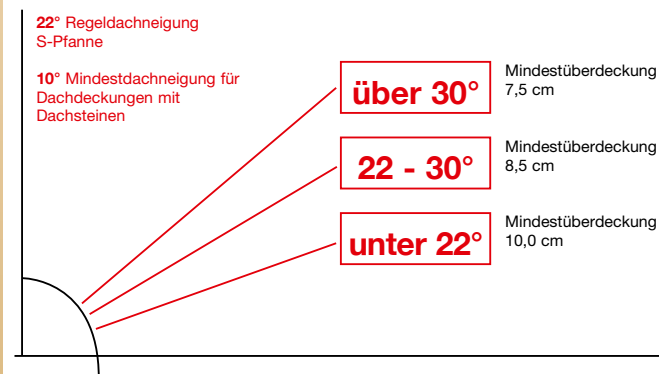 22° Regeldachneigung
S-Pfanne
10° Mindestdachneigung für
Dachdeckungen mit
Dachsteinen
über 30°
Mindestüberdeckung
7,5 cm
22 - 30°
Mindestüberdeckung
8,5 cm
unter 22°
Mindestüberdeckung
10,0 cm